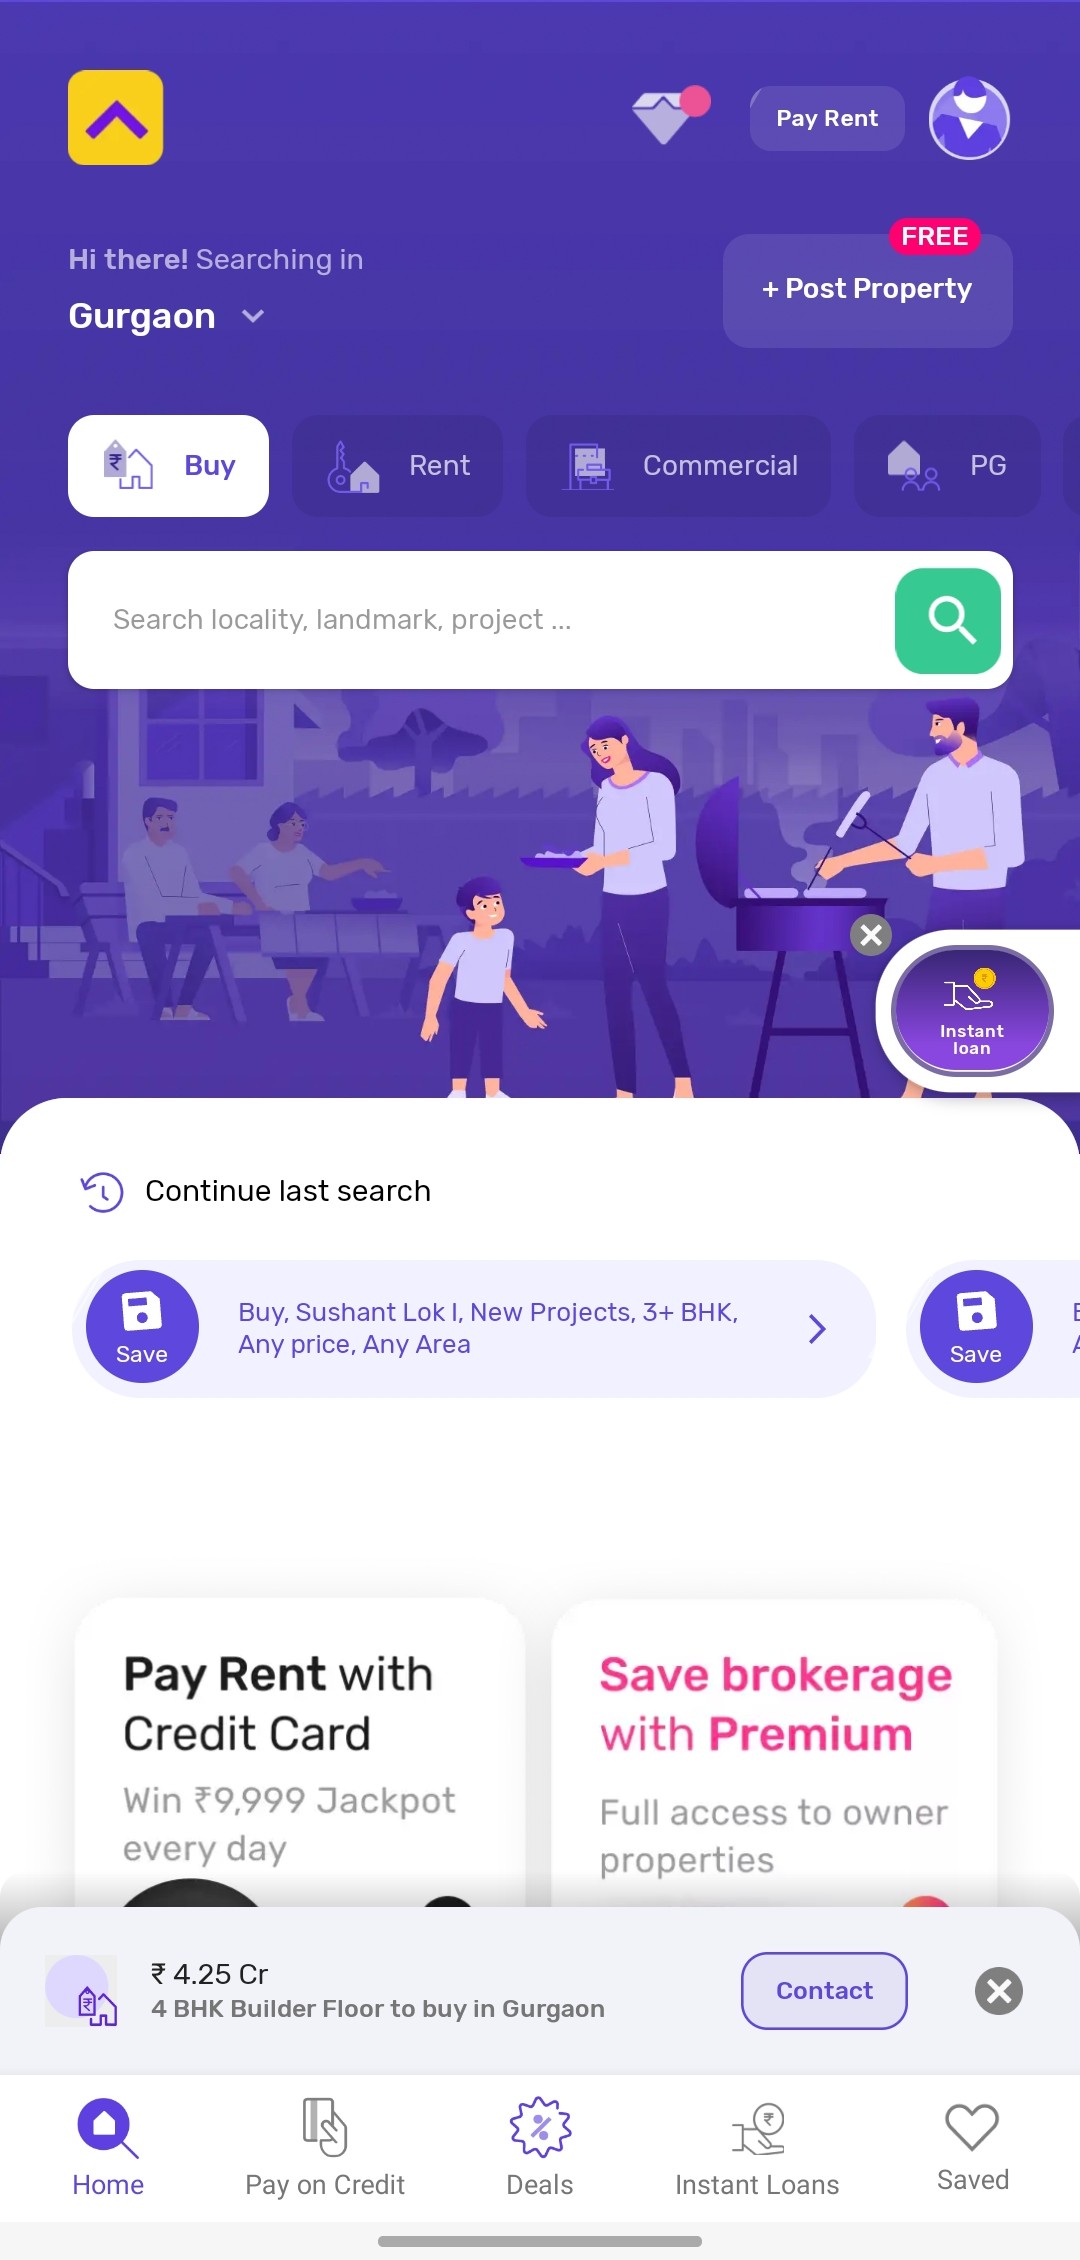 Pay Rent
Hi there! Searching in
Gurgaon
FREE
+ Post Property
Buy
Rent
Commercial
PG
Search locality, landmark, project ...
Instant
loan
Continue last search
Save
Buy, Sushant Lok I, New Projects, 3+ BHK,
Any price, Any Area
Save
Pay Rent with
Credit Card
Win ₹9,999 Jackpot
every day
Save brokerage
with Premium
Full access to owner
properties
₹ 4.25 Cr
4 BHK Builder Floor to buy in Gurgaon
Contact
Home
Pay on Credit
Deals
Instant Loans
Saved